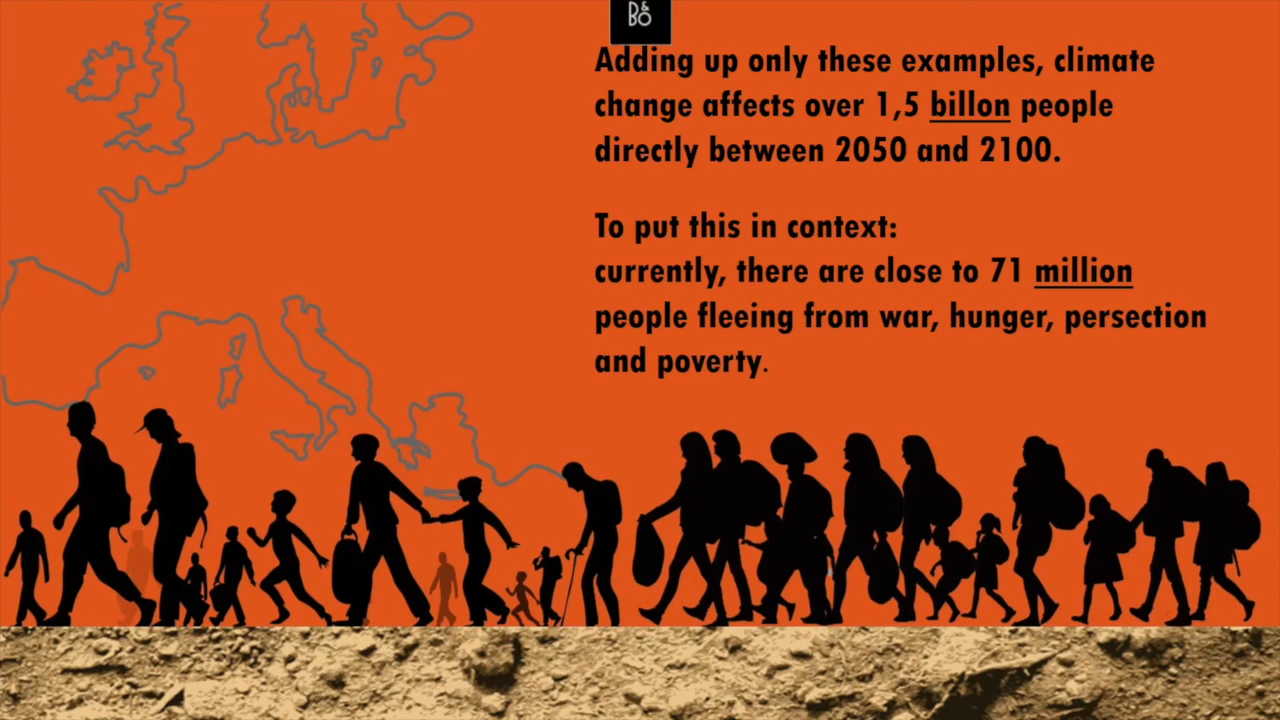 B&O
Adding up only these examples, climate
change affects over 1,5 billon people
directly between 2050 and 2100.
To put this in context:
currently, there are close to 71 million
people fleeing from war, hunger, persection
and poverty.